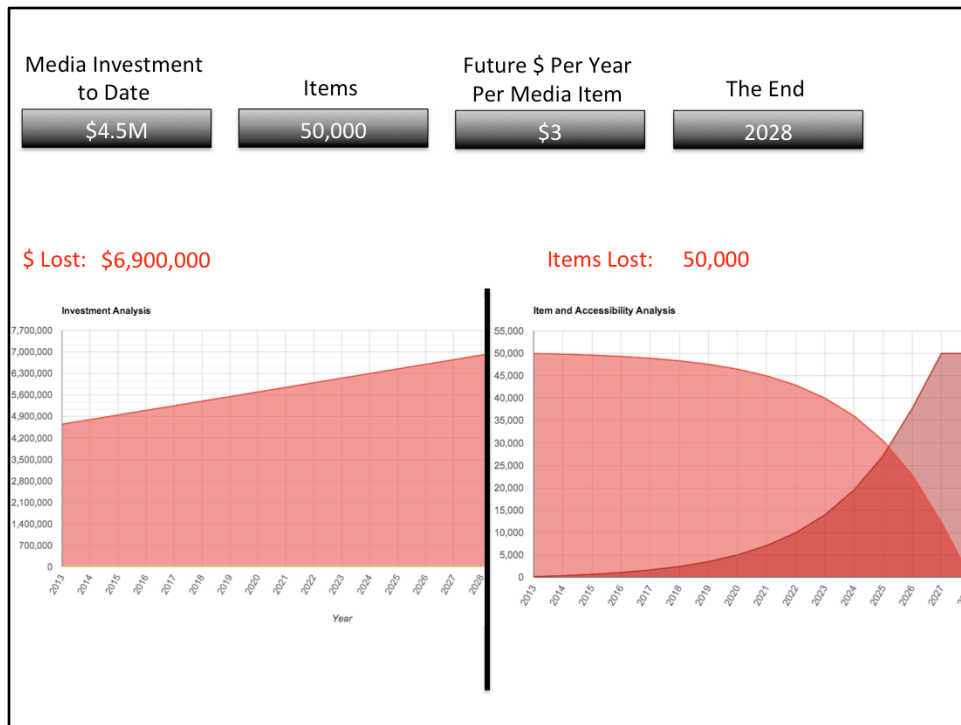 Media Investment
to Date
Items
Future $ Per Year
Per Media Item
The End
$4.5M
50,000
$3
2028
$ Lost: $6,900,000
Items Lost: 50,000
Investment Analysis
7,700,000
7,000,000
6,300,000
5,600,000
4,900,000
4,200,000
3,500,000
2,800,000
2,100,000
1,400,000
700,000
0
2013 2014 2015 2016 2017 2018 2019 2020 2021 2022 2023 2024 2025 2026 2027 2028
Year
Item and Accessibility Analysis
55,000
50,000
45,000
40,000
35,000
30,000
25,000
20,000
15,000
10,000
5,000
0
2013 2014 2015 2016 2017 2018 2019 2020 2021 2022 2023 2024 2025 2026 2027